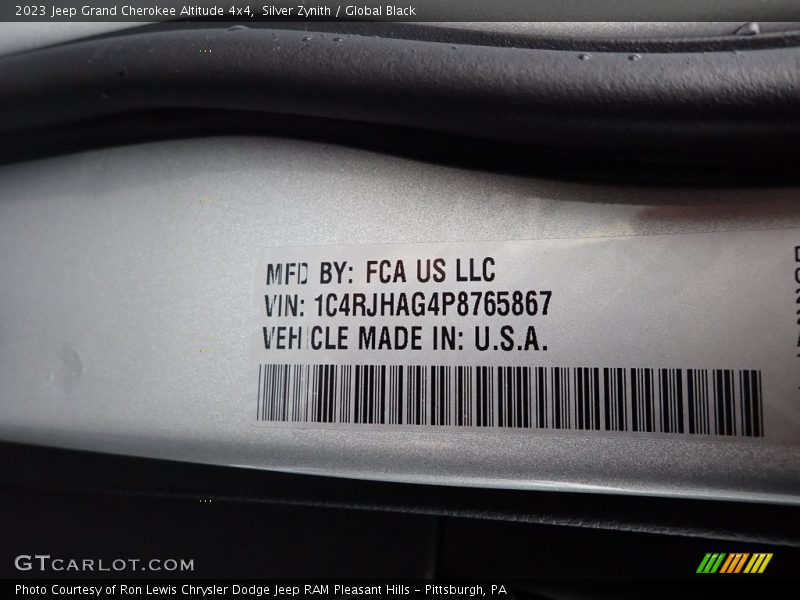 2023 Jeep Grand Cherokee Altitude 4x4, Silver Zynith / Global Black
MFD BY: FCA US LLC
VIN: 1C4RJHAG4P8765867
VEHICLE MADE IN: U.S.A.
GTCARLOT.COM
Photo Courtesy of Ron Lewis Chrysler Dodge Jeep RAM Pleasant Hills - Pittsburgh, PA